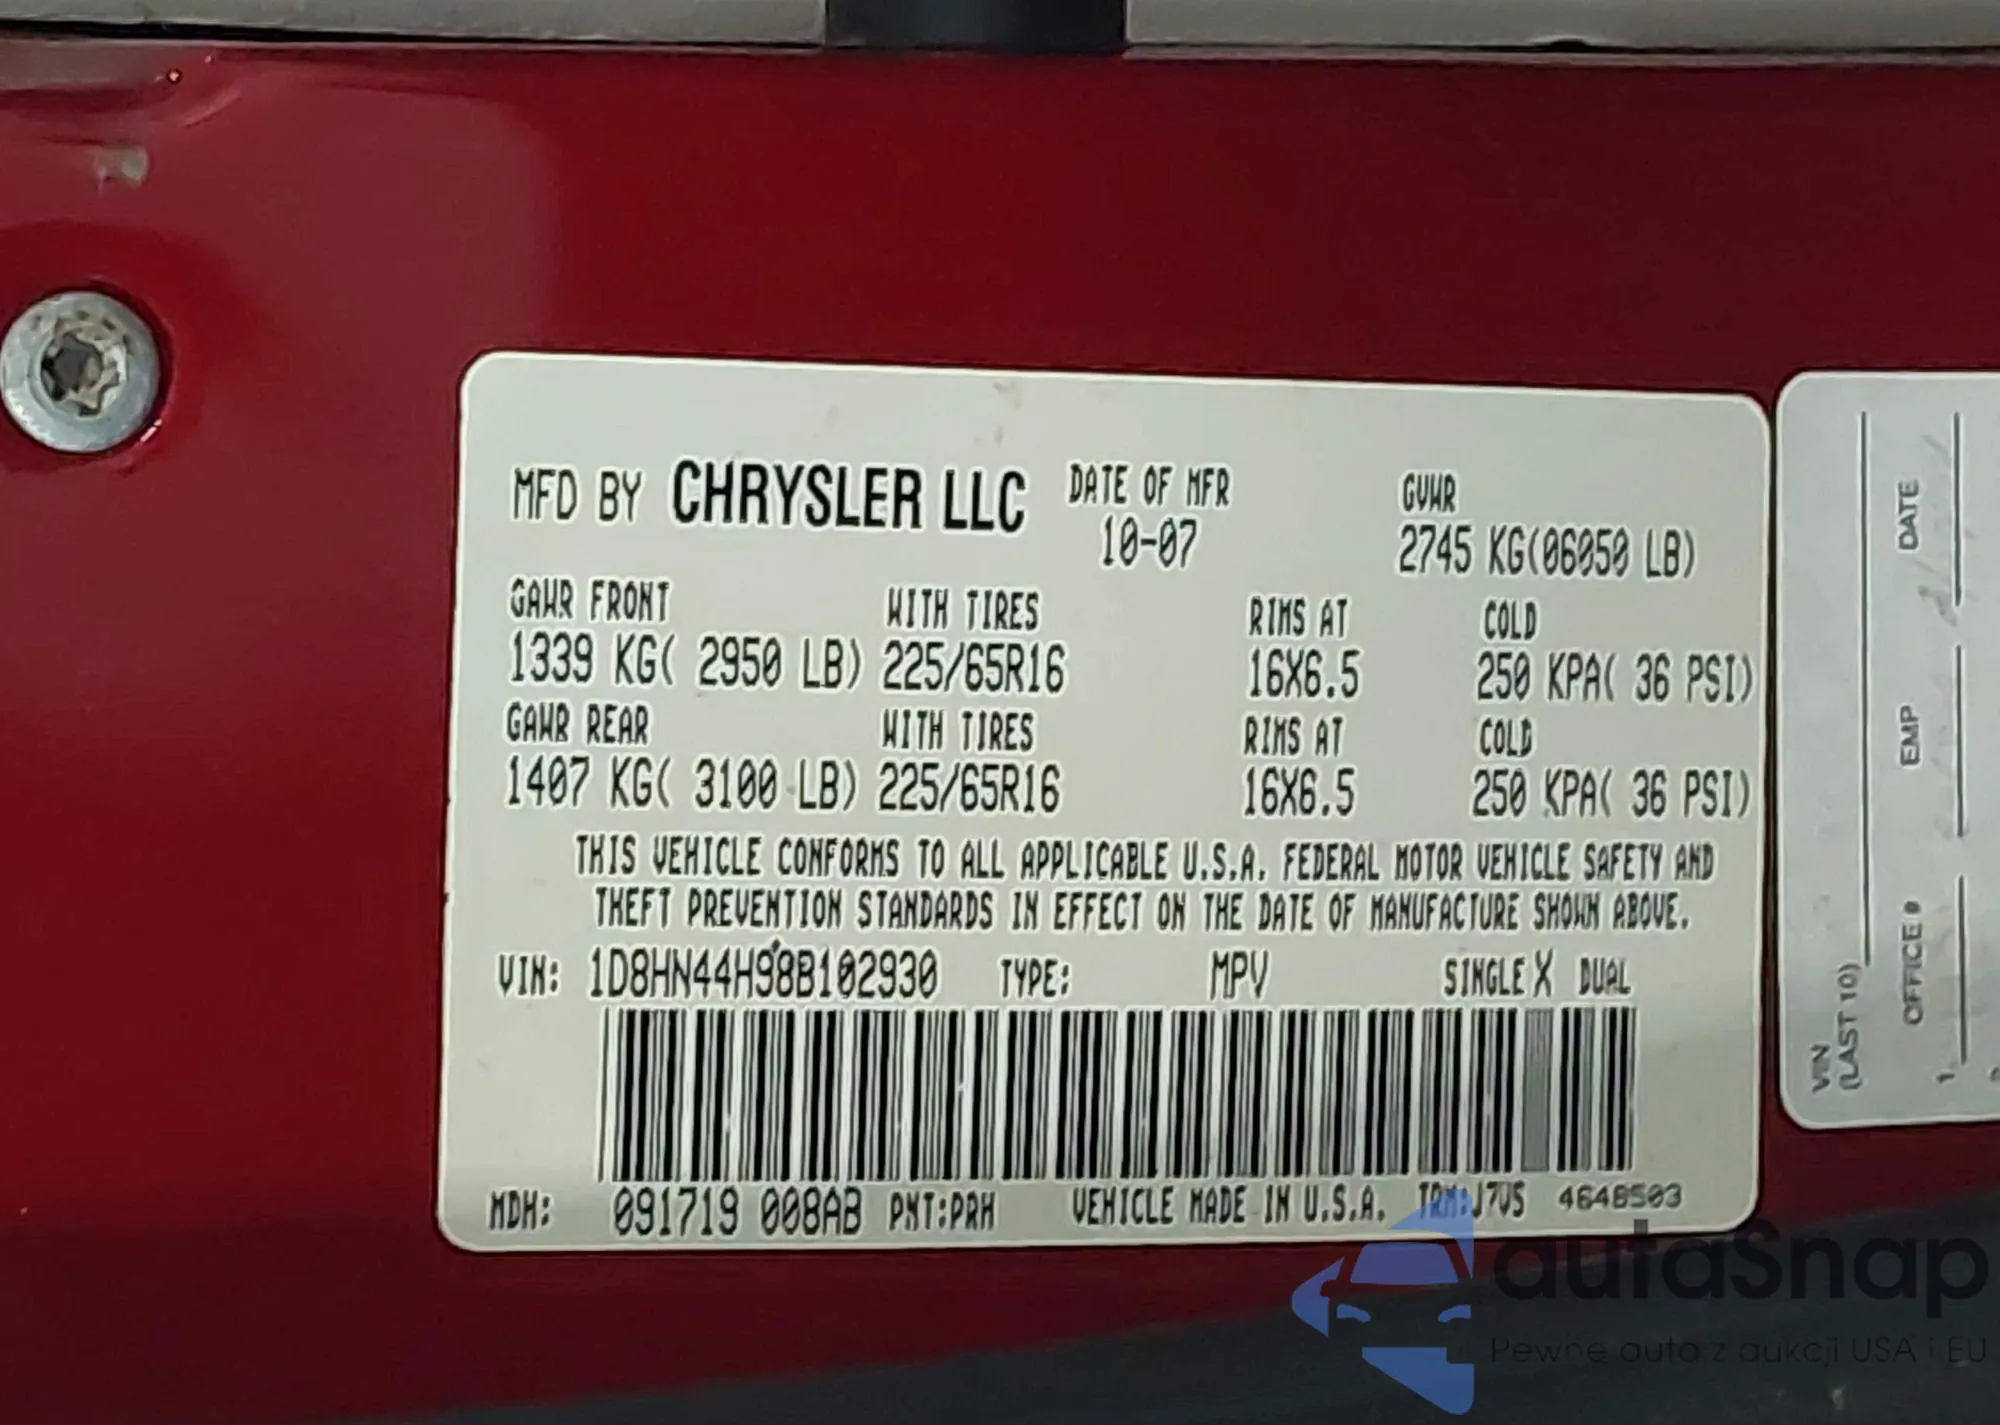 MFD BY CHRYSLER LLC DATE OF MFR GVWR
10-07 2745 KG(06050 LB)
GAWR FRONT WITH TIRES RIMS AT COLD
1339 KG( 2950 LB) 225/65R16 16X6.5 250 KPA( 36 PSI)
GAWR REAR WITH TIRES RIMS AT COLD
1407 KG( 3100 LB) 225/65R16 16X6.5 250 KPA( 36 PSI)
THIS VEHICLE CONFORMS TO ALL APPLICABLE U.S.A. FEDERAL MOTOR VEHICLE SAFETY AND
THEFT PREVENTION STANDARDS IN EFFECT ON THE DATE OF MANUFACTURE SHOWN ABOVE.
VIN: 1D8HN44H98B102930 TYPE: MPV SINGLE X DUAL
MDH: 091719 008AB PNT:PRH VEHICLE MADE IN U.S.A. TRM:J7US 4648503
VIN
(LAST 10)
OFFICE # EMP DATE
1.
autoSnap
Pewne auto z aukcji USA i EU